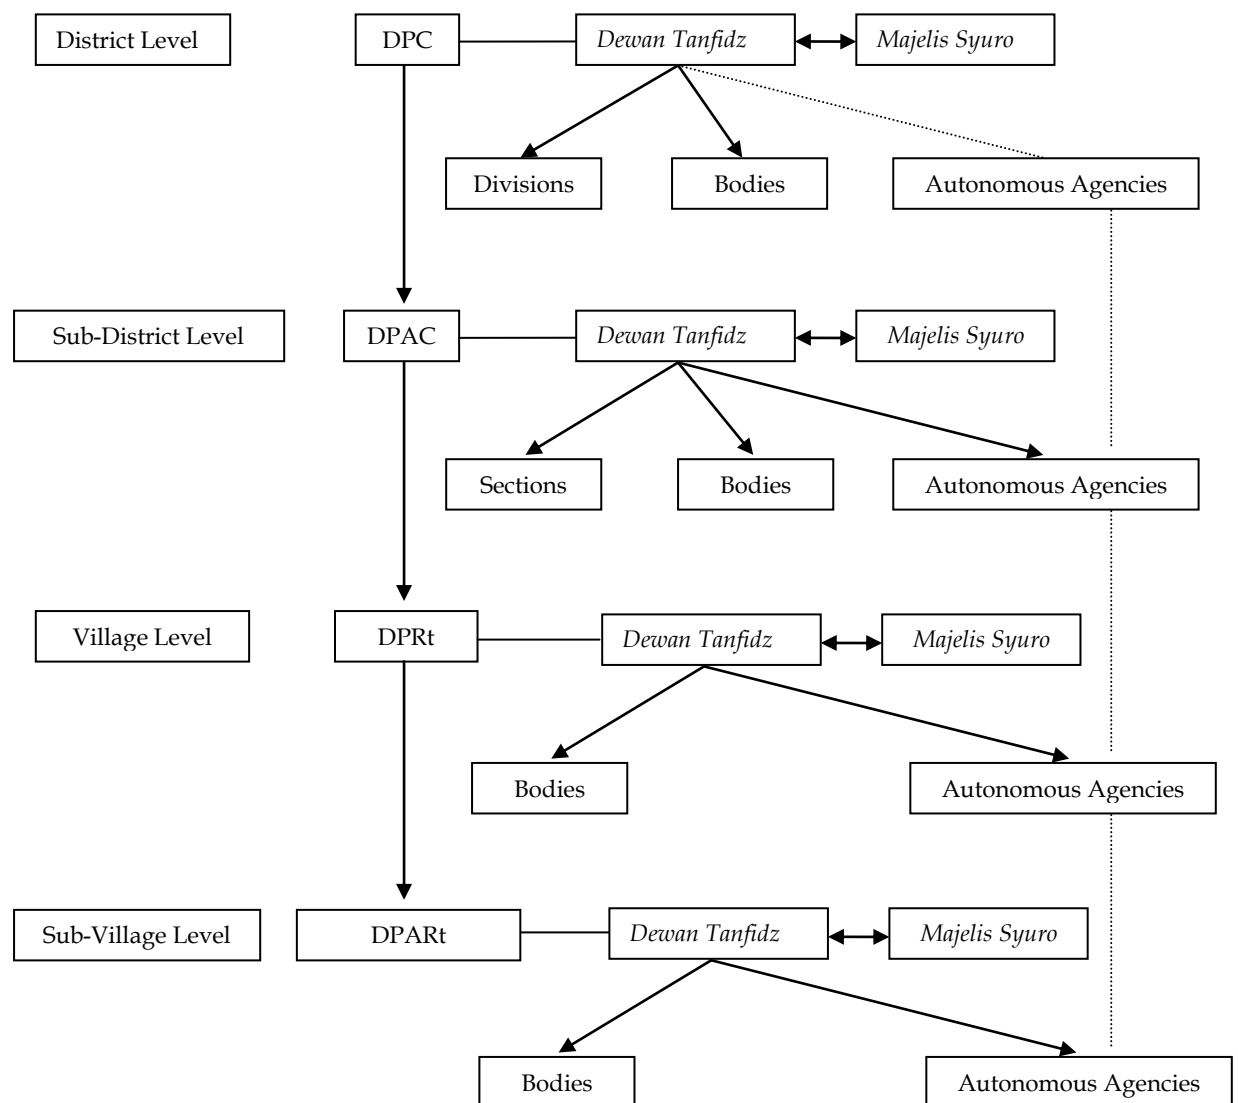 District Level
DPC
Dewan Tanfidz
Majelis Syuro
Divisions
Bodies
Autonomous Agencies
Sub-District Level
DPAC
Dewan Tanfidz
Majelis Syuro
Sections
Bodies
Autonomous Agencies
Village Level
DPRt
Dewan Tanfidz
Majelis Syuro
Bodies
Autonomous Agencies
Sub-Village Level
DPARt
Dewan Tanfidz
Majelis Syuro
Bodies
Autonomous Agencies